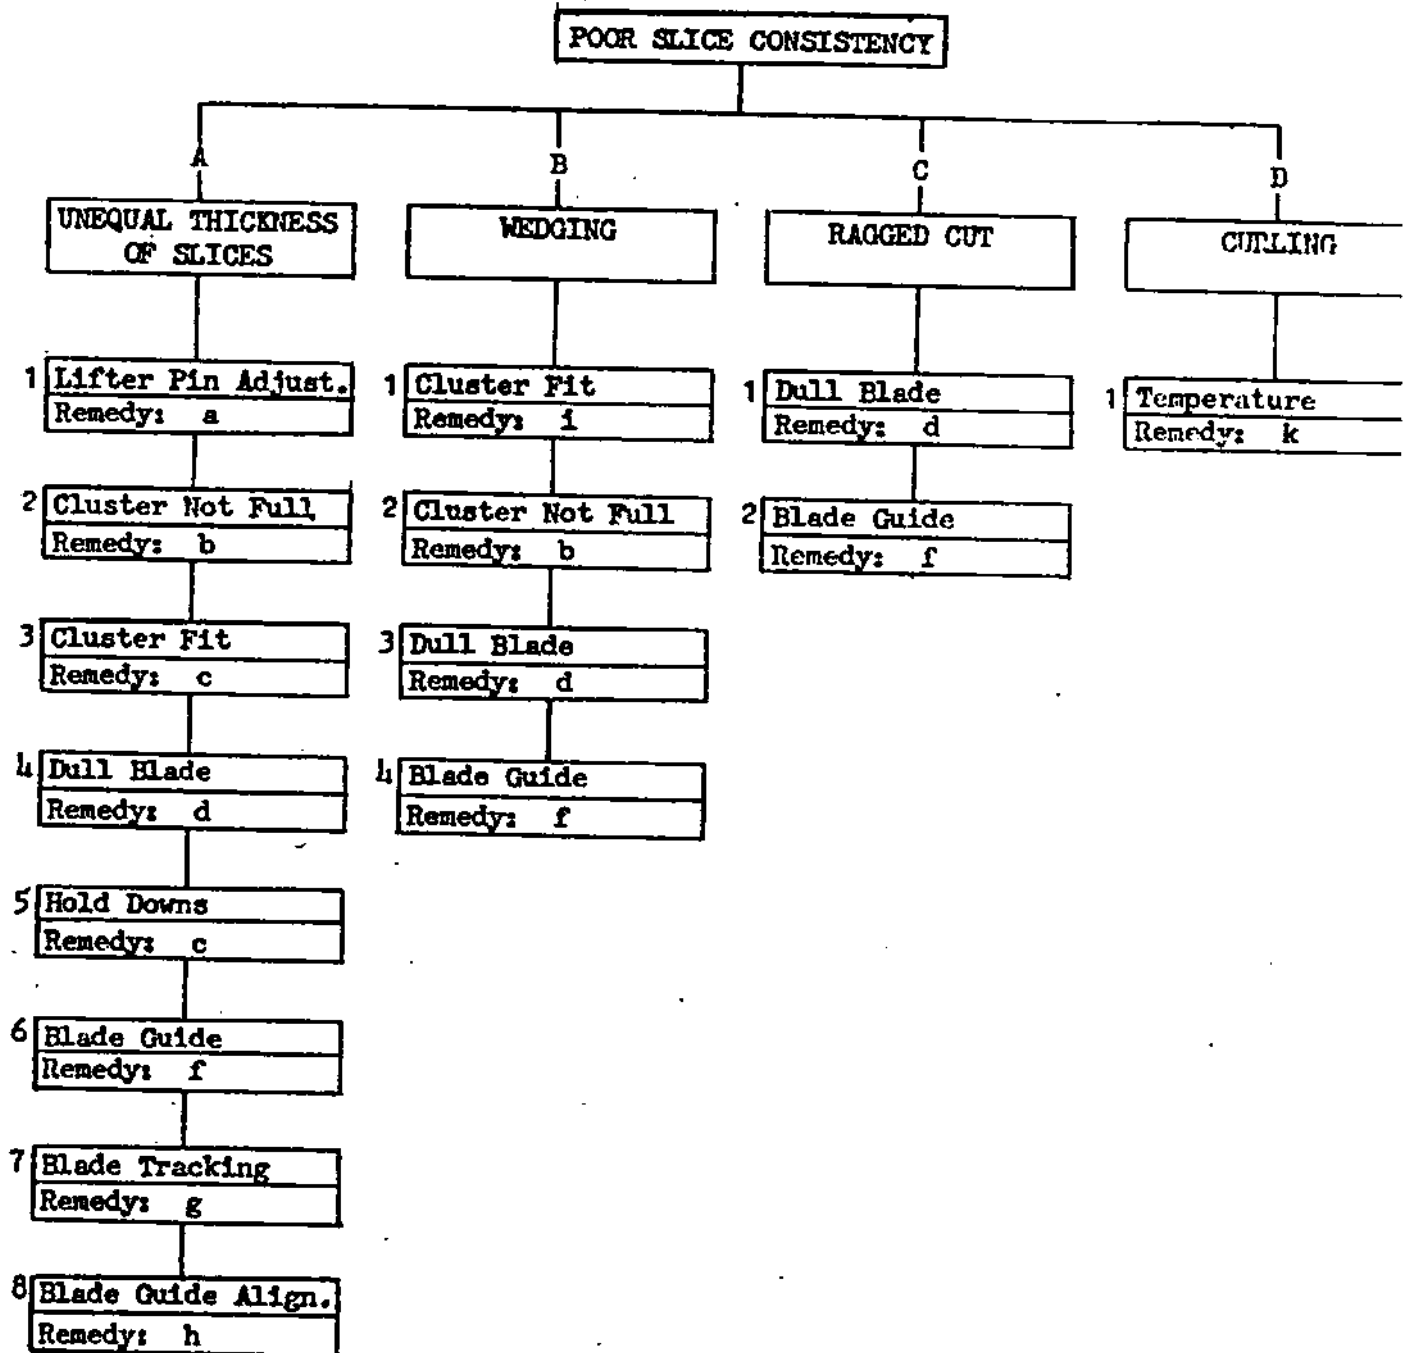 POOR SLICE CONSISTENCY
A
B
C
D
UNEQUAL THICKNESS
OF SLICES
WEDGING
RAGGED CUT
CURLING
1 Lifter Pin Adjust.
Remedy: a
2 Cluster Not Full
Remedy: b
3 Cluster Fit
Remedy: c
4 Dull Blade
Remedy: d
5 Hold Downs
Remedy: c
6 Blade Guide
Remedy: f
7 Blade Tracking
Remedy: g
8 Blade Guide Align.
Remedy: h
1 Cluster Fit
Remedy: i
2 Cluster Not Full
Remedy: b
3 Dull Blade
Remedy: d
4 Blade Guide
Remedy: f
1 Dull Blade
Remedy: d
2 Blade Guide
Remedy: f
1 Temperature
Remedy: k